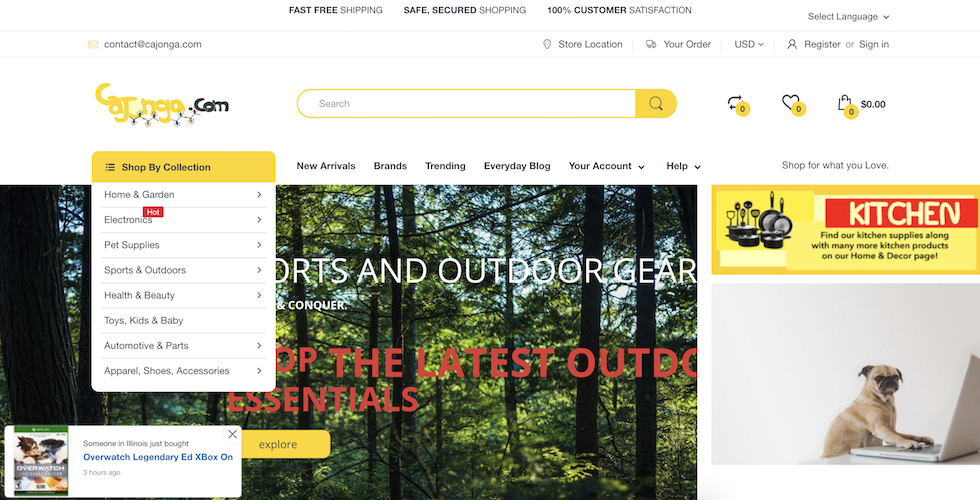 FAST FREE SHIPPING SAFE, SECURED SHOPPING 100% CUSTOMER SATISFACTION
Select Language
contact@cajonga.com
Store Location Your Order USD Register or Sign in
CaJonga.Com
Search
0 0 0 $0.00
Shop By Collection
New Arrivals Brands Trending Everyday Blog Your Account Help
Shop for what you Love.
Home & Garden
Hot
Electronics
Pet Supplies
Sports & Outdoors
Health & Beauty
Toys, Kids & Baby
Automotive & Parts
Apparel, Shoes, Accessories
ORTS AND OUTDOOR GEAR
& CONQUER.
OP THE LATEST OUTDO
ESSENTIALS
explore
KITCHEN
Find our kitchen supplies along
with many more kitchen products
on our Home & Decor page!
OVERWATCH
Someone in Illinois just bought
Overwatch Legendary Ed XBox On
3 hours ago